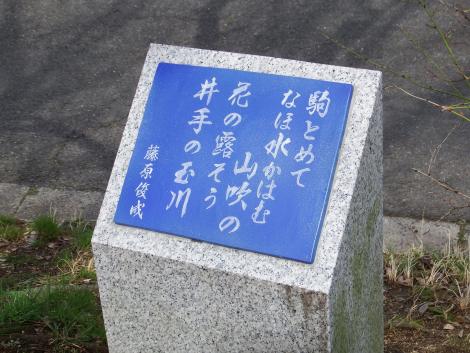 駒とめて
なほ水かはむ
山吹の
花の露そう
井手の玉川
藤原俊成